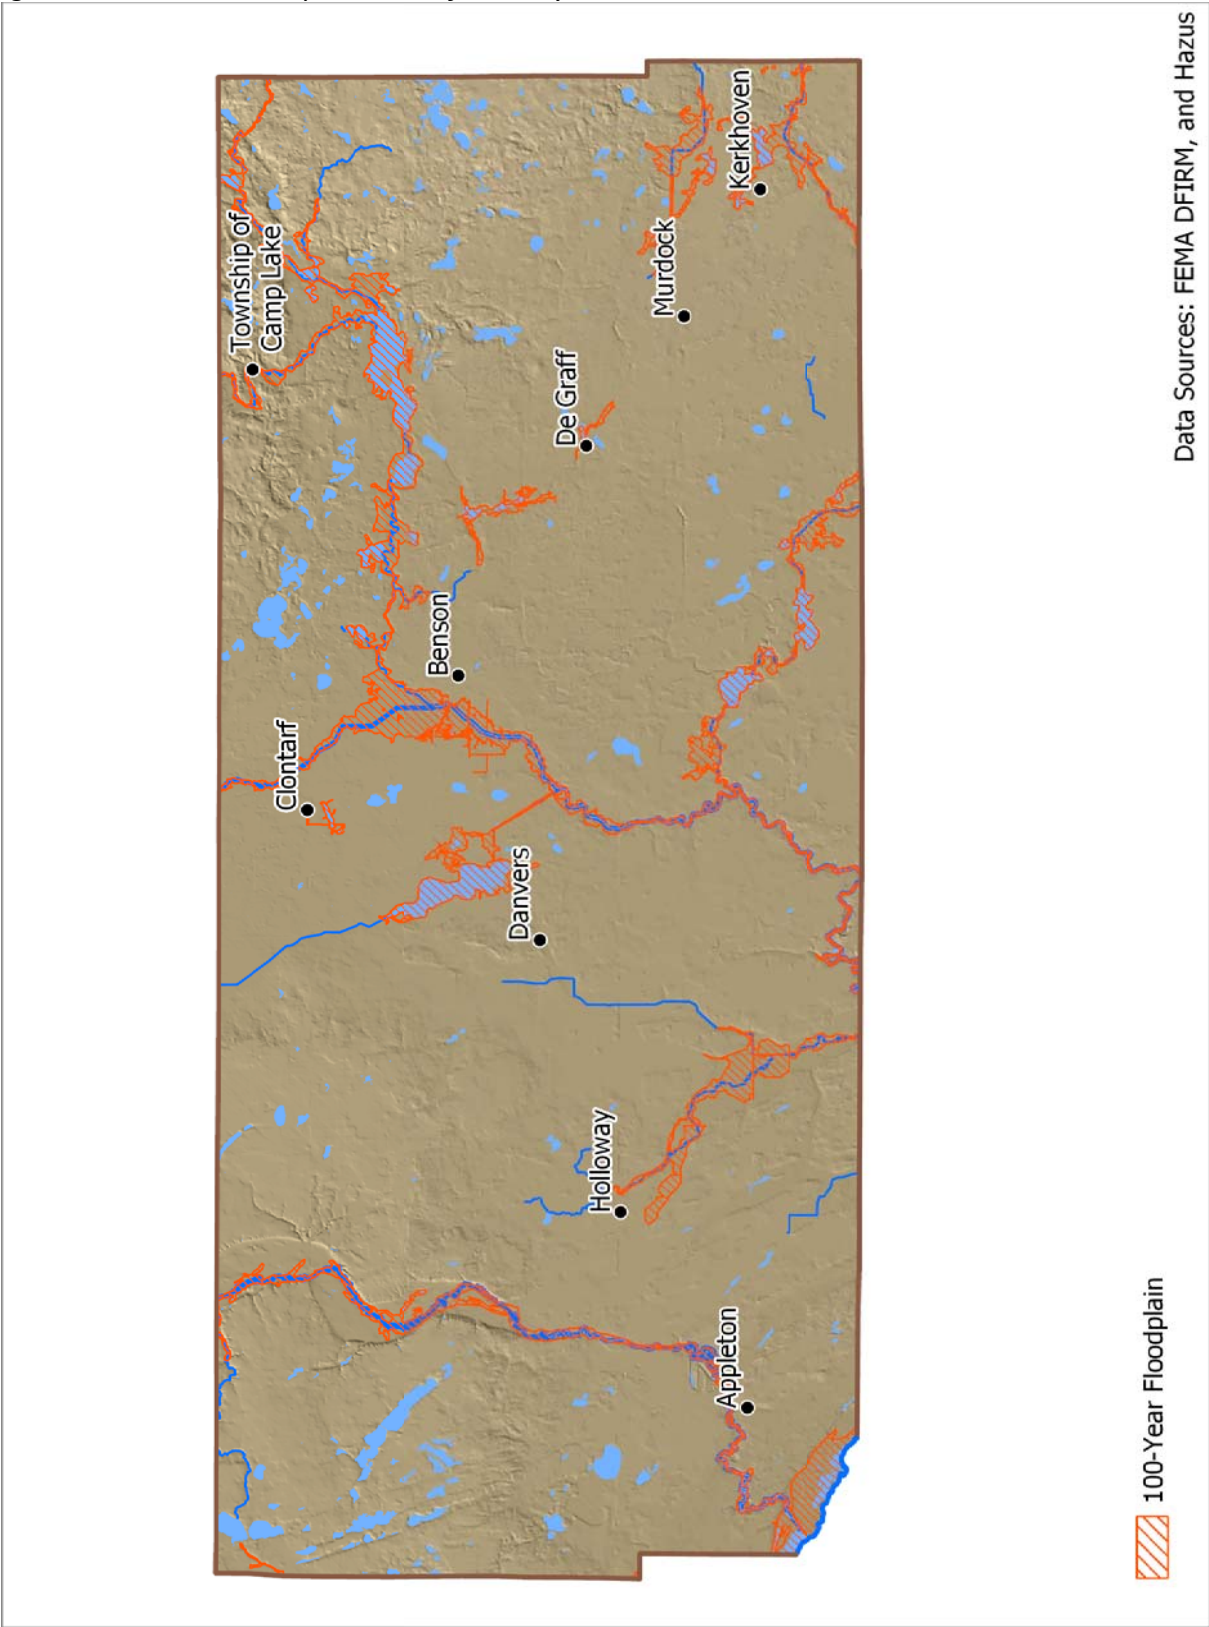 Township of
Camp Lake
Clontarf
Benson
Danvers
De Graff
Murdock
Kerkhoven
Holloway
Appleton
100-Year Floodplain
Data Sources: FEMA DFIRM, and Hazus